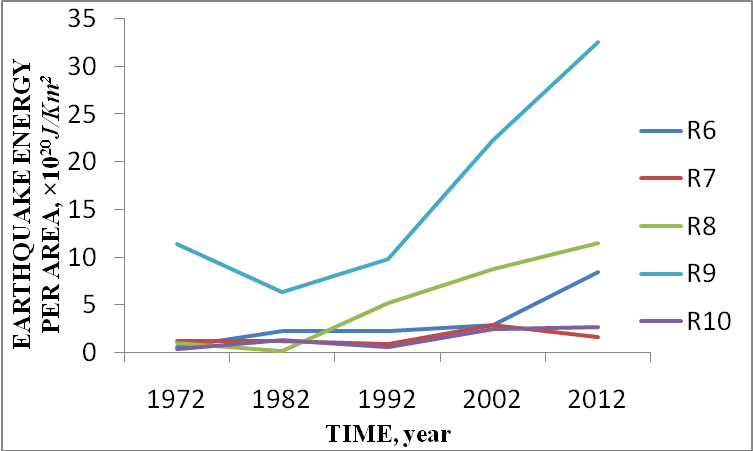 EARTHQUAKE ENERGY
PER AREA, ×10²⁰J/Km²
35
30
25
20
15
10
5
0
1972 1982 1992 2002 2012
TIME, year
R6
R7
R8
R9
R10